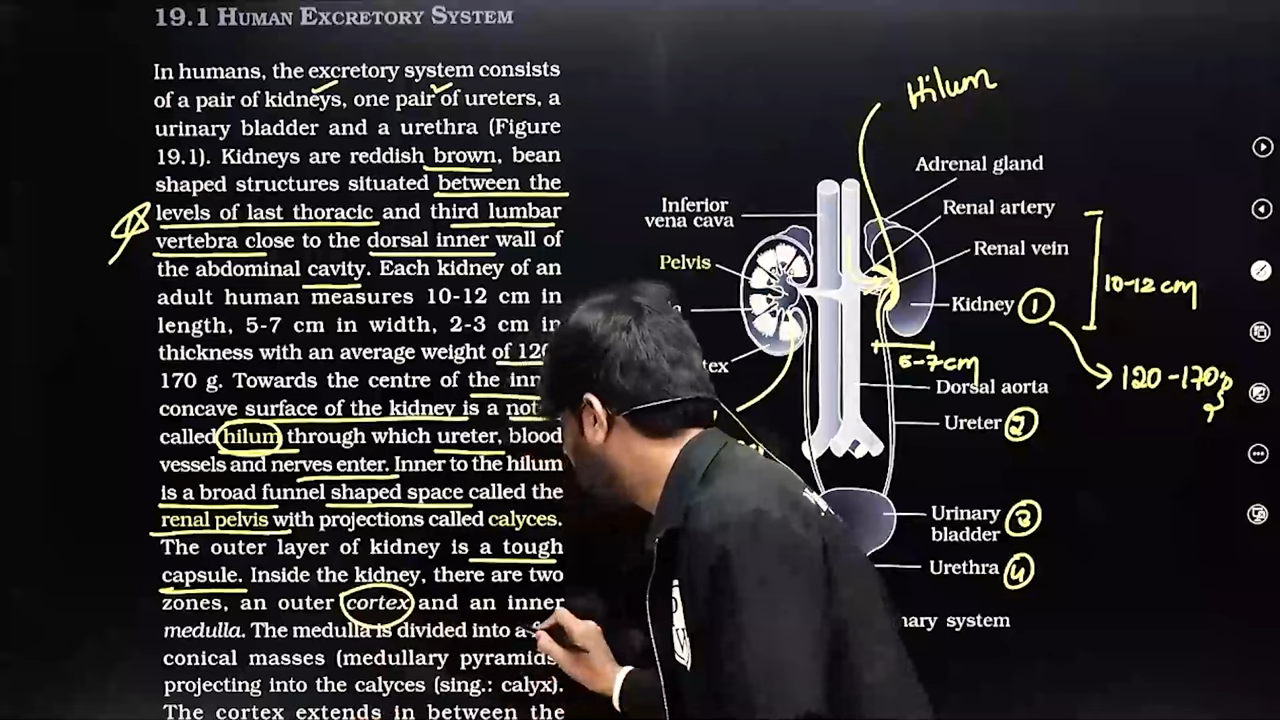 19.1 HUMAN EXCRETORY SYSTEM
In humans, the excretory system consists
of a pair of kidneys, one pair of ureters, a
urinary bladder and a urethra (Figure
19.1). Kidneys are reddish brown, bean
shaped structures situated between the
levels of last thoracic and third lumbar
vertebra close to the dorsal inner wall of
the abdominal cavity. Each kidney of an
adult human measures 10-12 cm in
length, 5-7 cm in width, 2-3 cm in
thickness with an average weight of
170 g. Towards the centre of the
concave surface of the kidney is a
called hilum through which ureter, blood
vessels and nerves enter. Inner to the hilum
is a broad funnel shaped space called the
renal pelvis with projections called calyces.
The outer layer of kidney is a tough
capsule. Inside the kidney, there are two
zones, an outer cortex and an inner
medulla. The medulla is divided into a
conical masses (medullary pyramids
projecting into the calyces (sing.: calyx).
The cortex extends in between the
Hilum
Adrenal gland
Inferior
vena cava
Renal artery
Renal vein
Pelvis
10-12 cm
Kidney 1
5-7 cm
120-170g
Dorsal aorta
Ureter 2
Urinary
bladder 3
Urethra 4
system